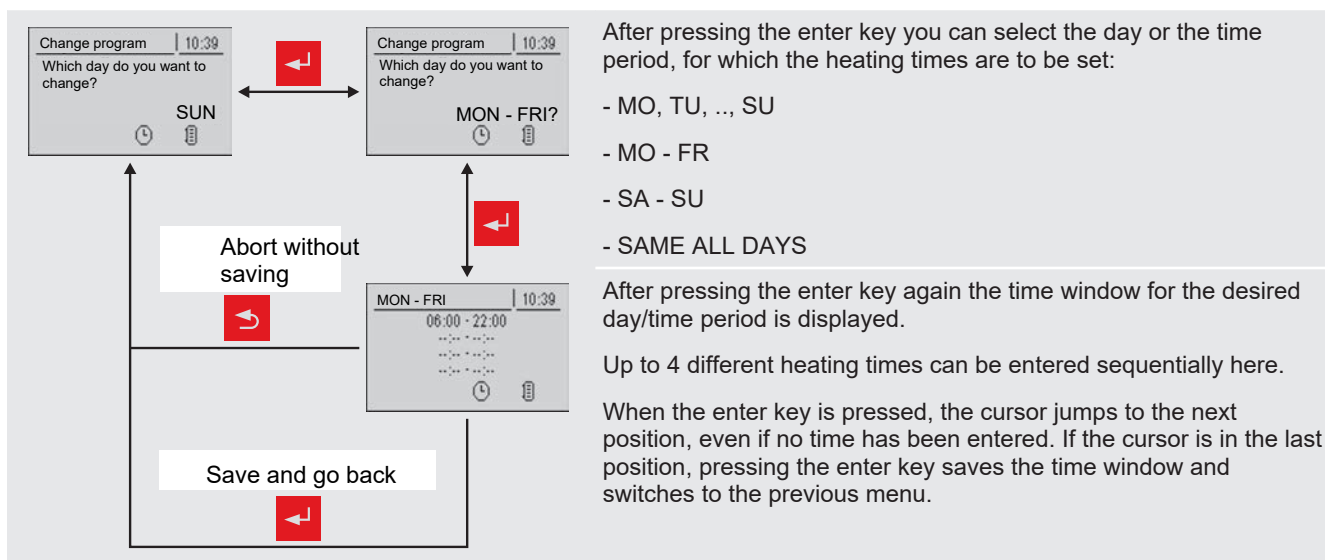 Change program 10:39
Which day do you want to
change?
SUN
Change program 10:39
Which day do you want to
change?
MON - FRI?
Abort without
saving
MON - FRI 10:39
06:00 - 22:00
--:-- - --:--
--:-- - --:--
--:-- - --:--
Save and go back
After pressing the enter key you can select the day or the time
period, for which the heating times are to be set:
- MO, TU, .., SU
- MO - FR
- SA - SU
- SAME ALL DAYS
After pressing the enter key again the time window for the desired
day/time period is displayed.
Up to 4 different heating times can be entered sequentially here.
When the enter key is pressed, the cursor jumps to the next
position, even if no time has been entered. If the cursor is in the last
position, pressing the enter key saves the time window and
switches to the previous menu.